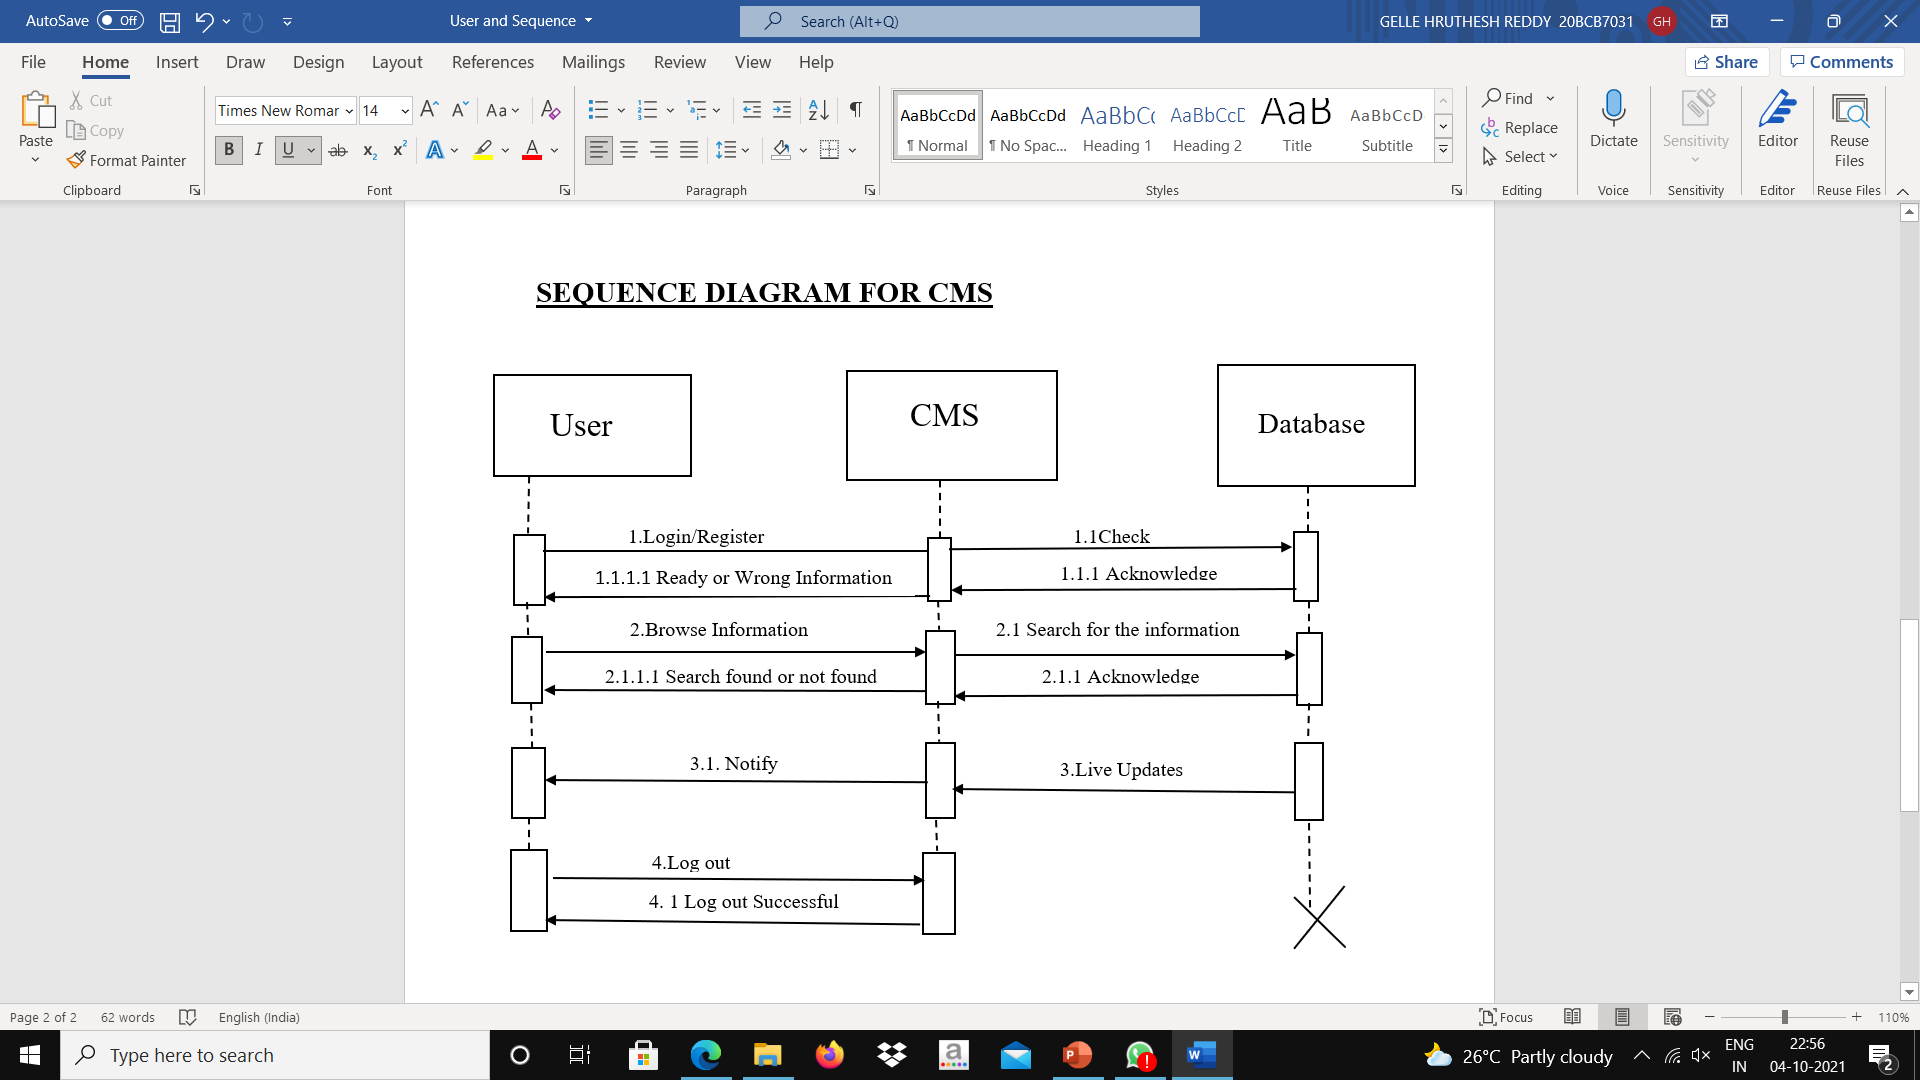 AutoSave Off User and Sequence Search (Alt+Q) GELLE HRUTHESH REDDY 20BCB7031 GH
File Home Insert Draw Design Layout References Mailings Review View Help Share Comments
Paste
Cut
Copy
Format Painter
Clipboard
Times New Romar 14 A A Aa A
B I U ab x2 x2 A A
Font
Paragraph
AaBbCcDd AaBbCcDd AaBbC AaBbCcD AaB AaBbCcD
¶ Normal ¶ No Spac... Heading 1 Heading 2 Title Subtitle
Styles
Find
Replace
Select
Editing
Dictate
Voice
Sensitivity
Sensitivity
Editor
Editor
Reuse
Files
Reuse Files
SEQUENCE DIAGRAM FOR CMS
User CMS Database
1.Login/Register 1.1Check
1.1.1.1 Ready or Wrong Information 1.1.1 Acknowledge
2.Browse Information 2.1 Search for the information
2.1.1.1 Search found or not found 2.1.1 Acknowledge
3.1. Notify 3.Live Updates
4.Log out
4. 1 Log out Successful
Page 2 of 2 62 words English (India) Focus 110%
Type here to search
26°C Partly cloudy
ENG
IN
22:56
04-10-2021
2